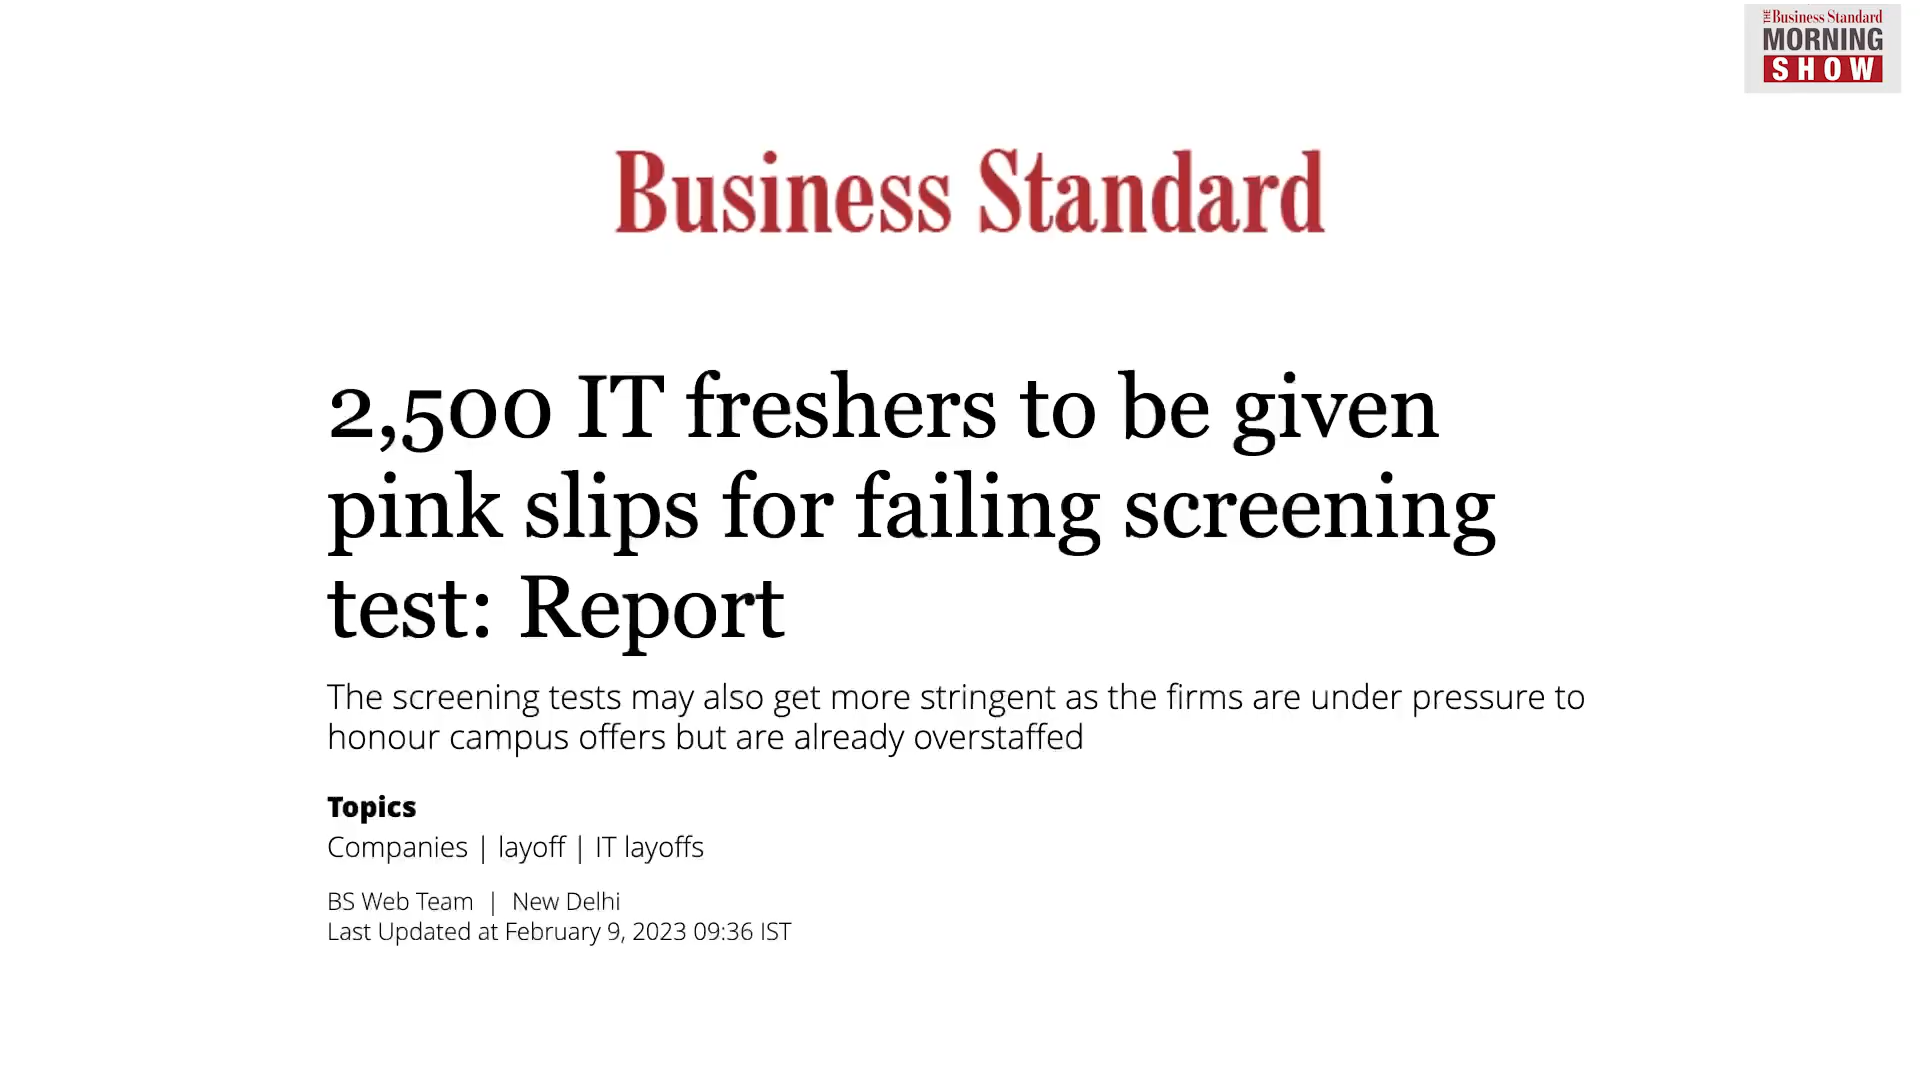 THE Business Standard
MORNING
SHOW
Business Standard
2,500 IT freshers to be given
pink slips for failing screening
test: Report
The screening tests may also get more stringent as the firms are under pressure to
honour campus offers but are already overstaffed
Topics
Companies | layoff | IT layoffs
BS Web Team | New Delhi
Last Updated at February 9, 2023 09:36 IST